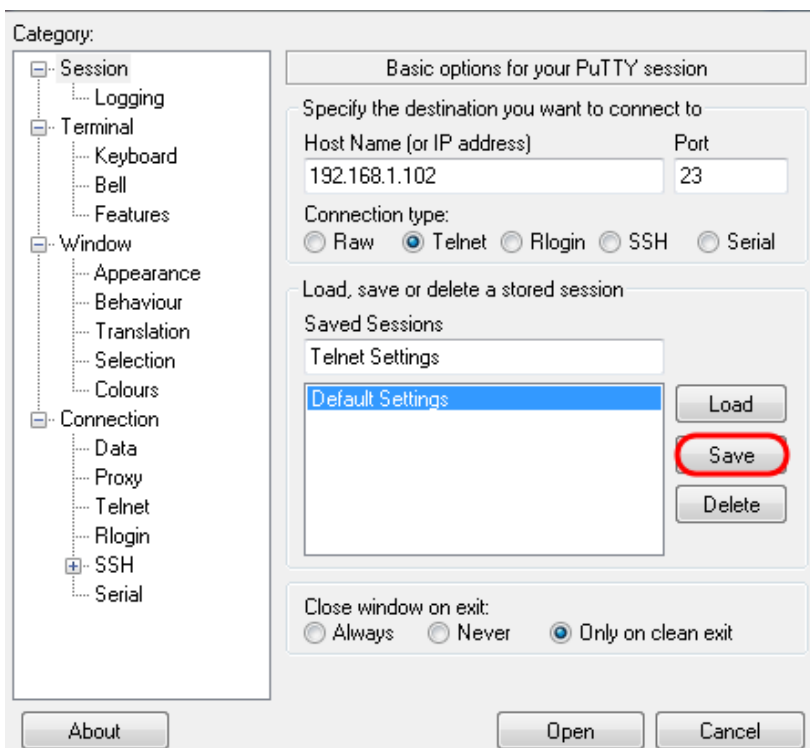 Category:
Session
Logging
Terminal
Keyboard
Bell
Features
Window
Appearance
Behaviour
Translation
Selection
Colours
Connection
Data
Proxy
Telnet
Rlogin
SSH
Serial
Basic options for your PuTTY session
Specify the destination you want to connect to
Host Name (or IP address) Port
192.168.1.102 23
Connection type:
Raw Telnet Rlogin SSH Serial
Load, save or delete a stored session
Saved Sessions
Telnet Settings
Default Settings
Load
Save
Delete
Close window on exit:
Always Never Only on clean exit
About Open Cancel